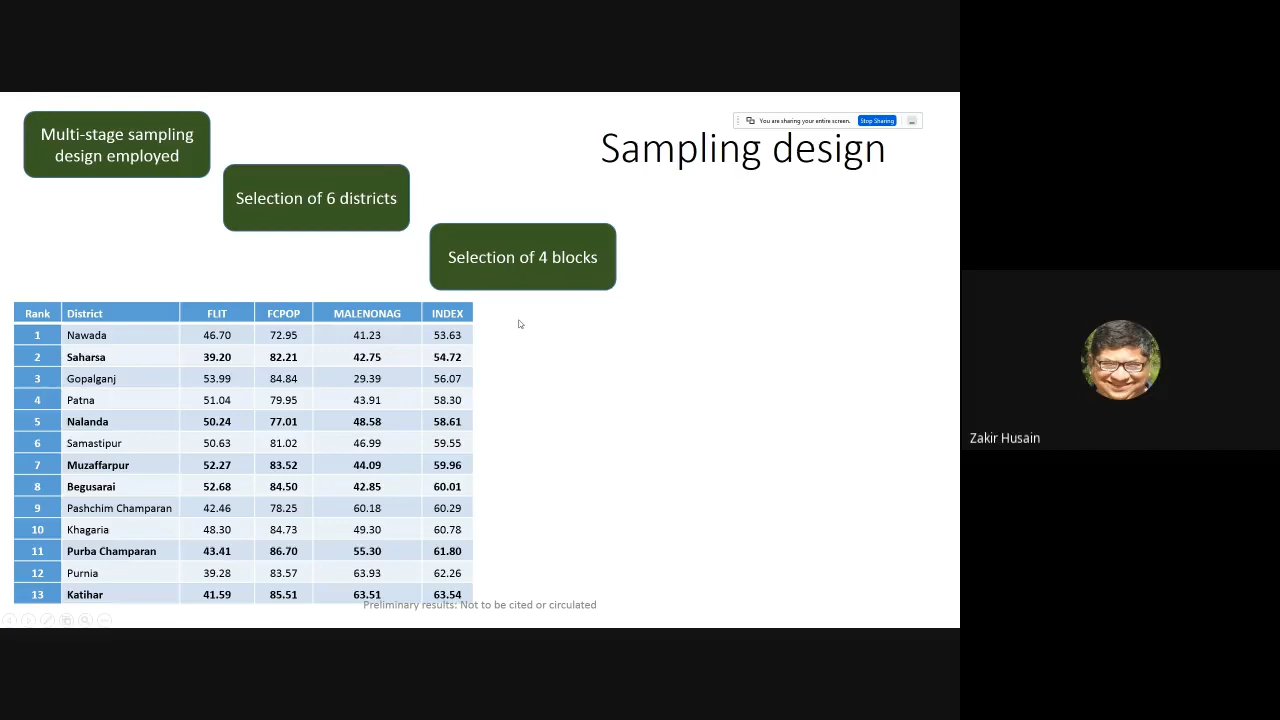 Multi-stage sampling
design employed
You are sharing your entire screen. Stop Sharing
Sampling design
Selection of 6 districts
Selection of 4 blocks
Rank District FLIT FCPOP MALENONAG INDEX
1 Nawada 46.70 72.95 41.23 53.63
2 Saharsa 39.20 82.21 42.75 54.72
3 Gopalganj 53.99 84.84 29.39 56.07
4 Patna 51.04 79.95 43.91 58.30
5 Nalanda 50.24 77.01 48.58 58.61
6 Samastipur 50.63 81.02 46.99 59.55
7 Muzaffarpur 52.27 83.52 44.09 59.96
8 Begusarai 52.68 84.50 42.85 60.01
9 Pashchim Champaran 42.46 78.25 60.18 60.29
10 Khagaria 48.30 84.73 49.30 60.78
11 Purba Champaran 43.41 86.70 55.30 61.80
12 Purnia 39.28 83.57 63.93 62.26
13 Katihar 41.59 85.51 63.51 63.54
Preliminary results: Not to be cited or circulated
Zakir Husain